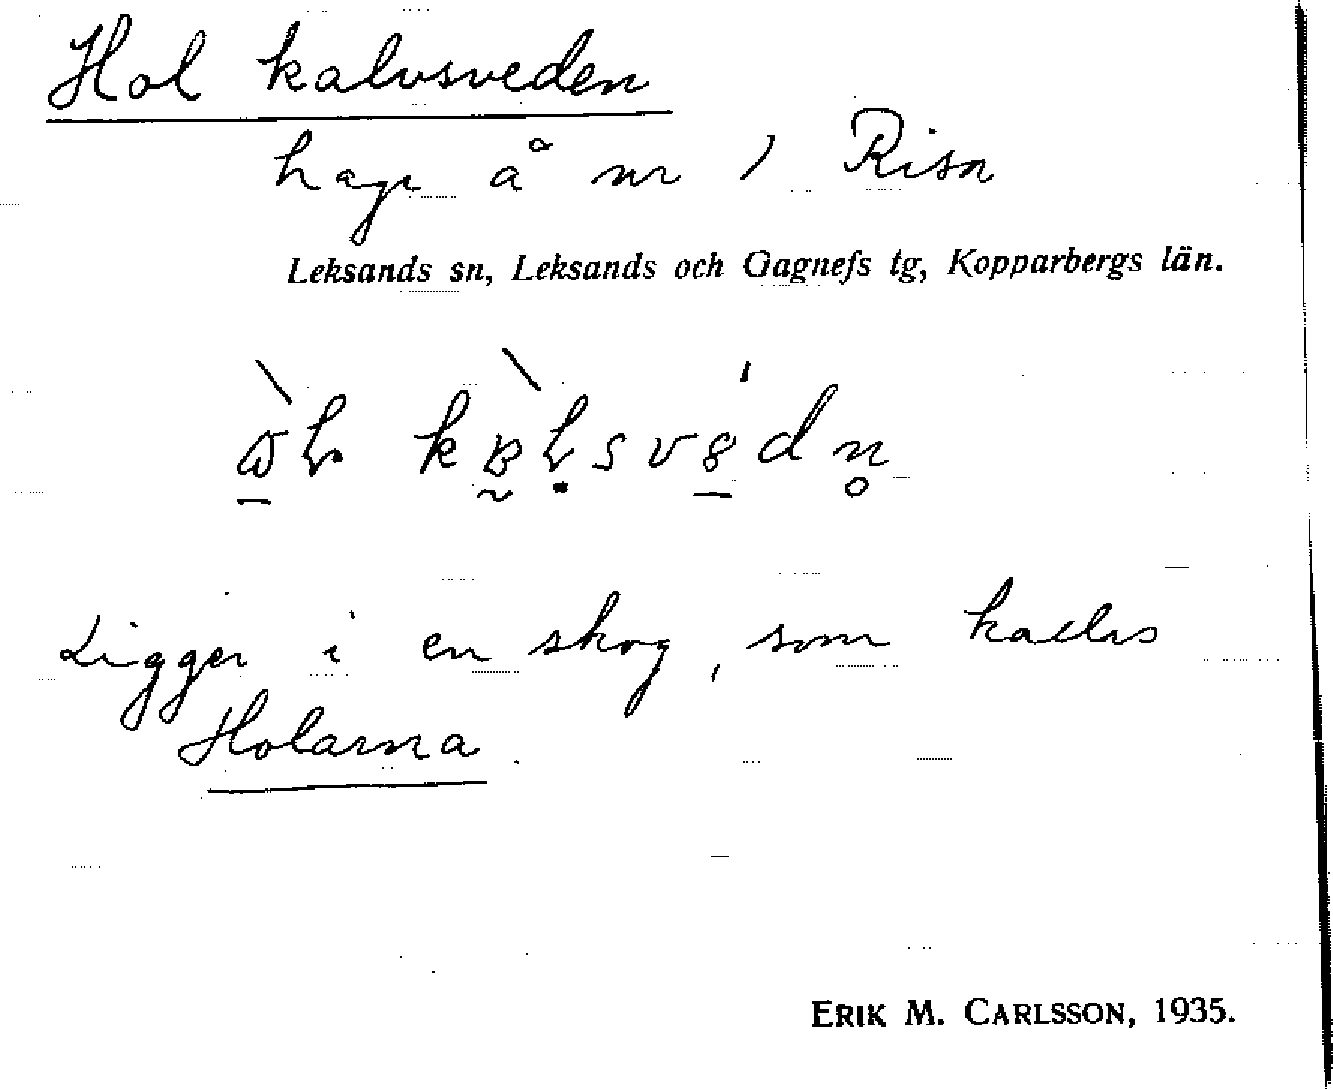 Hol kalvsveden
hage å nr 1 Risa
Leksands sn, Leksands och Gagnefs tg, Kopparbergs län.
Ligger i en skog, som kallas
Holarna.
ERIK M. CARLSSON, 1935.